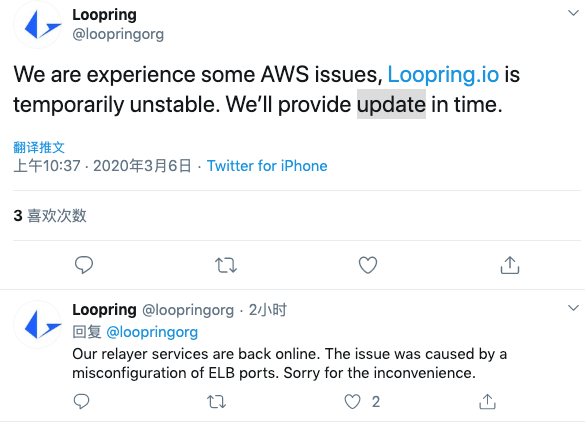 Loopring
@loopringorg
We are experience some AWS issues, Loopring.io is
temporarily unstable. We'll provide update in time.
翻译推文
上午10:37 · 2020年3月6日 · Twitter for iPhone
3 喜欢次数
Loopring @loopringorg · 2小时
回复 @loopringorg
Our relayer services are back online. The issue was caused by a
misconfiguration of ELB ports. Sorry for the inconvenience.
2